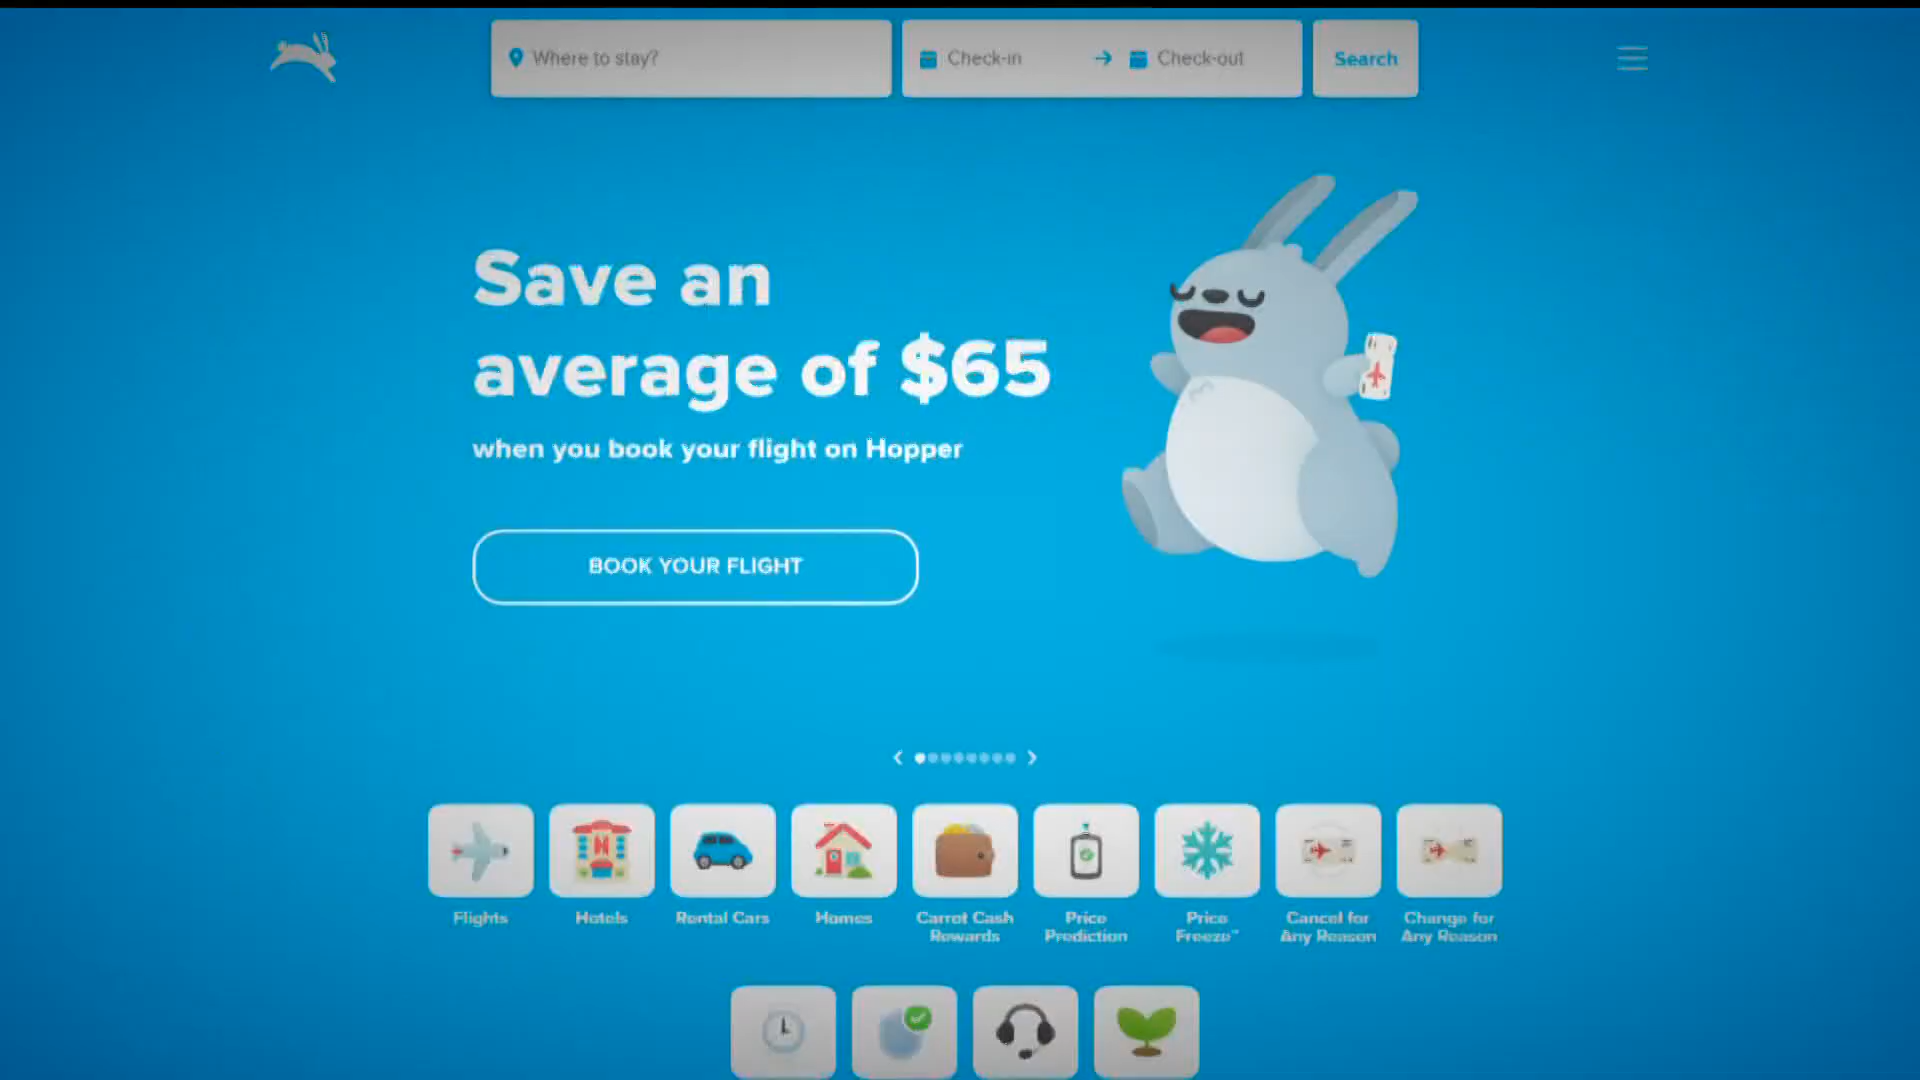 Where to stay?
Check-in
Check-out
Search
Save an
average of $65
when you book your flight on Hopper
BOOK YOUR FLIGHT
Flights
Hotels
Rental Cars
Homes
Carrot Cash
Rewards
Price
Prediction
Price
Freeze™
Cancel for
Any Reason
Change for
Any Reason